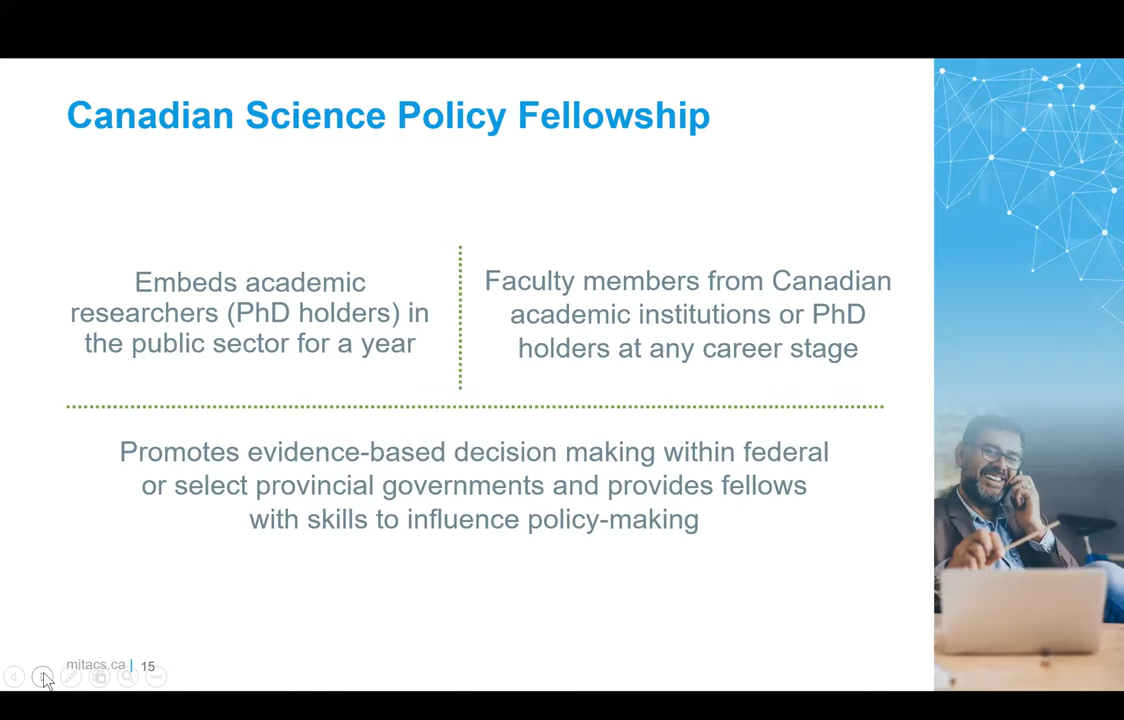 Canadian Science Policy Fellowship
Embeds academic
researchers (PhD holders) in
the public sector for a year
Faculty members from Canadian
academic institutions or PhD
holders at any career stage
Promotes evidence-based decision making within federal
or select provincial governments and provides fellows
with skills to influence policy-making
mitacs.ca | 15